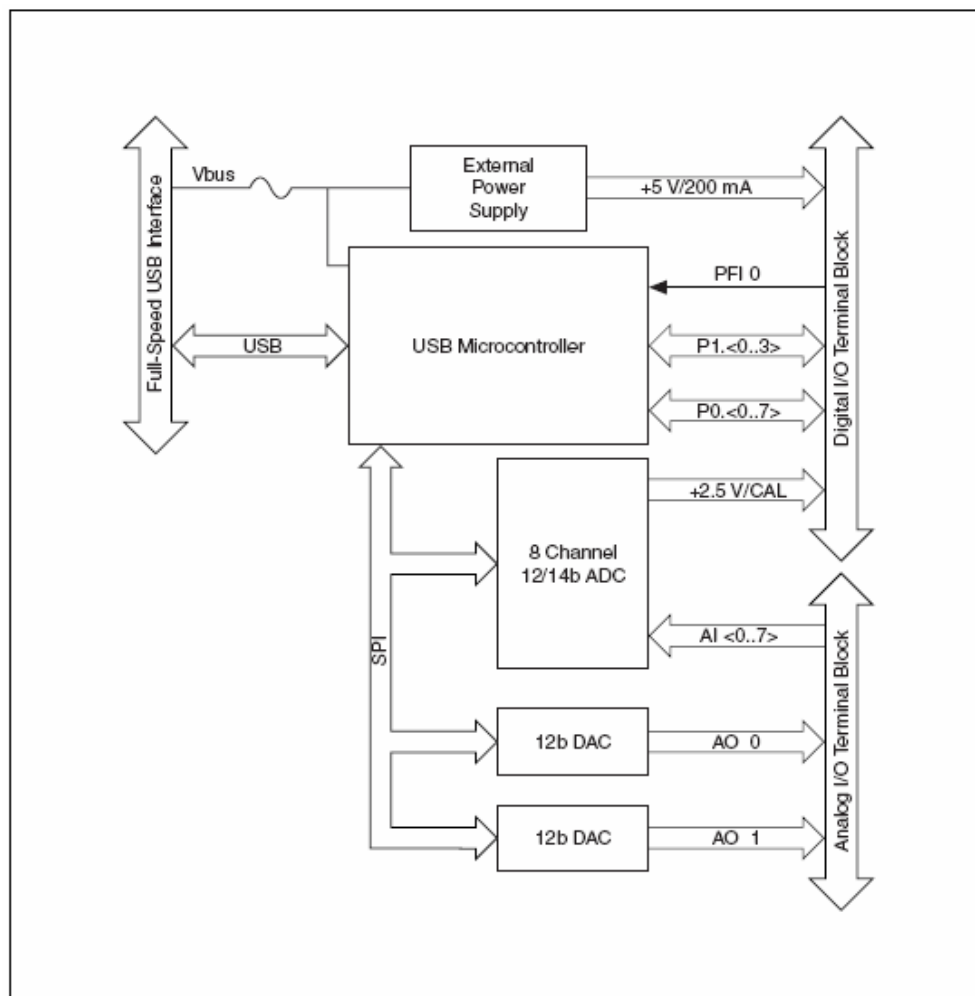 Full-Speed USB Interface
Vbus
External
Power
Supply
+5 V/200 mA
Digital I/O Terminal Block
USB
USB Microcontroller
PFI 0
P1.<0..3>
P0.<0..7>
SPI
8 Channel
12/14b ADC
+2.5 V/CAL
AI <0..7>
Analog I/O Terminal Block
12b DAC
AO 0
12b DAC
AO 1